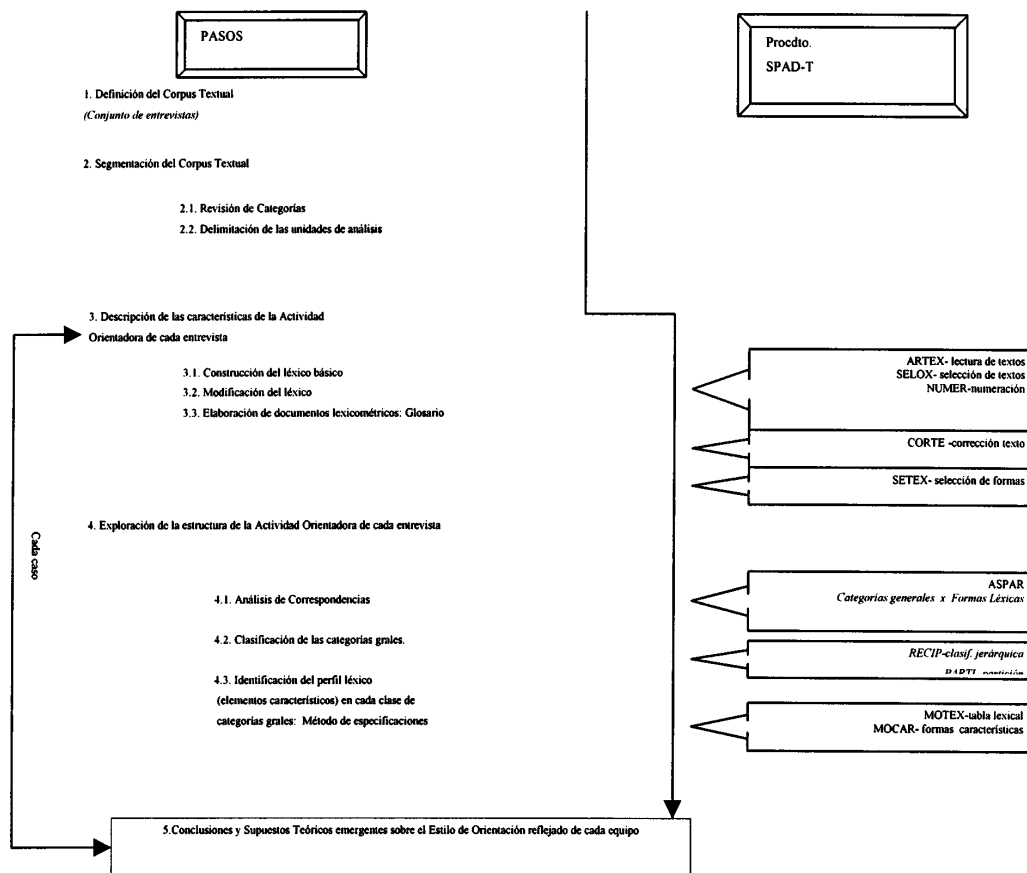 PASOS
Procdto.
SPAD-T
1. Definición del Corpus Textual
(Conjunto de entrevistas)
2. Segmentación del Corpus Textual
2.1. Revisión de Categorías
2.2. Delimitación de las unidades de análisis
3. Descripción de las características de la Actividad
Orientadora de cada entrevista
3.1. Construcción del léxico básico
3.2. Modificación del léxico
3.3. Elaboración de documentos lexicométricos: Glosario
ARTEX- lectura de textos
SELOX- selección de textos
NUMER-numeración
CORTE -corrección texto
SETEX- selección de formas
Cada caso
4. Exploración de la estructura de la Actividad Orientadora de cada entrevista
4.1. Análisis de Correspondencias
4.2. Clasificación de las categorías grales.
4.3. Identificación del perfil léxico
(elementos característicos) en cada clase de
categorías grales: Método de especificaciones
ASPAR
Categorías generales x Formas Léxicas
RECIP-clasif. jerárquica
PARTI- partición
MOTEX-tabla lexical
MOCAR- formas características
5.Conclusiones y Supuestos Teóricos emergentes sobre el Estilo de Orientación reflejado de cada equipo